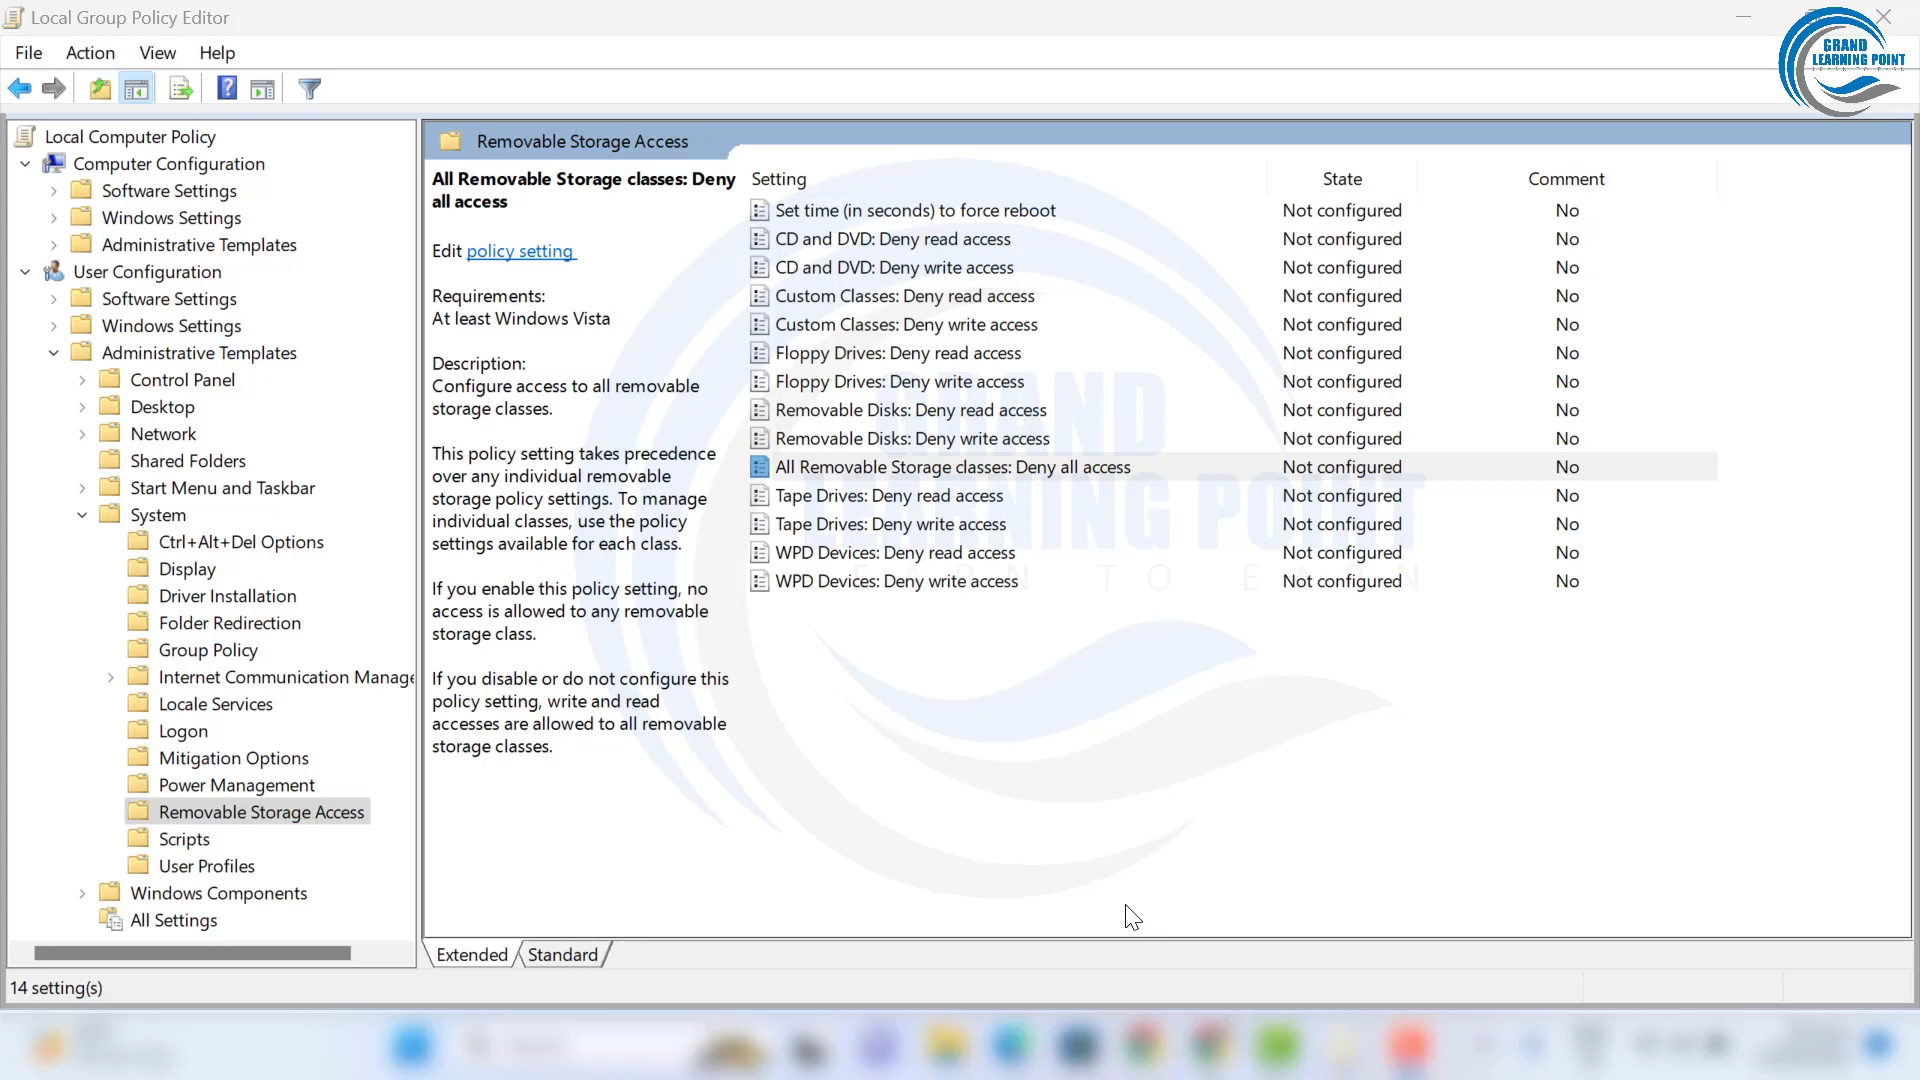 Local Group Policy Editor
File Action View Help
GRAND
LEARNING POINT
Local Computer Policy
Computer Configuration
Software Settings
Windows Settings
Administrative Templates
User Configuration
Software Settings
Windows Settings
Administrative Templates
Control Panel
Desktop
Network
Shared Folders
Start Menu and Taskbar
System
Ctrl+Alt+Del Options
Display
Driver Installation
Folder Redirection
Group Policy
Internet Communication Manage
Locale Services
Logon
Mitigation Options
Power Management
Removable Storage Access
Scripts
User Profiles
Windows Components
All Settings
Removable Storage Access
All Removable Storage classes: Deny
all access
Edit policy setting
Requirements:
At least Windows Vista
Description:
Configure access to all removable
storage classes.
This policy setting takes precedence
over any individual removable
storage policy settings. To manage
individual classes, use the policy
settings available for each class.
If you enable this policy setting, no
access is allowed to any removable
storage class.
If you disable or do not configure this
policy setting, write and read
accesses are allowed to all removable
storage classes.
Setting State Comment
Set time (in seconds) to force reboot Not configured No
CD and DVD: Deny read access Not configured No
CD and DVD: Deny write access Not configured No
Custom Classes: Deny read access Not configured No
Custom Classes: Deny write access Not configured No
Floppy Drives: Deny read access Not configured No
Floppy Drives: Deny write access Not configured No
Removable Disks: Deny read access Not configured No
Removable Disks: Deny write access Not configured No
All Removable Storage classes: Deny all access Not configured No
Tape Drives: Deny read access Not configured No
Tape Drives: Deny write access Not configured No
WPD Devices: Deny read access Not configured No
WPD Devices: Deny write access Not configured No
GRAND
LEARNING POINT
LEARN TO EARN
Extended Standard
14 setting(s)